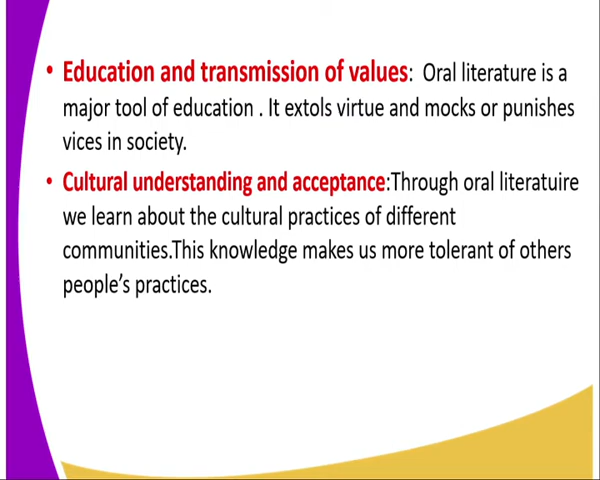 • Education and transmission of values:  Oral literature is a
major tool of education . It extols virtue and mocks or punishes
vices in society.
• Cultural understanding and acceptance:Through oral literatuire
we learn about the cultural practices of different
communities.This knowledge makes us more tolerant of others
people’s practices.